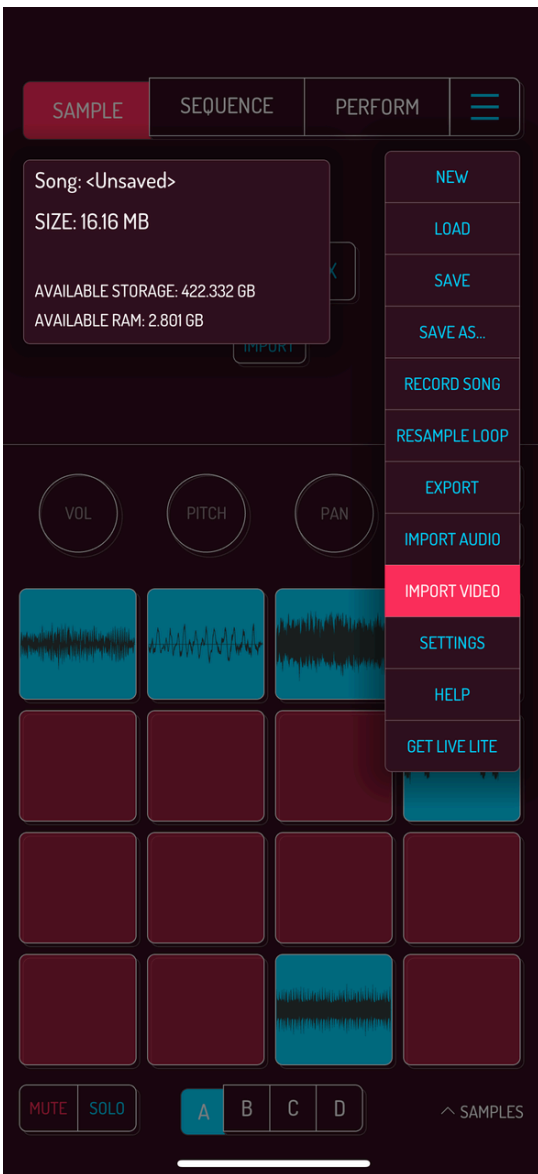 SAMPLE
SEQUENCE
PERFORM
Song: <Unsaved>
SIZE: 16.16 MB
AVAILABLE STORAGE: 422.332 GB
AVAILABLE RAM: 2.801 GB
X
IMPORT
NEW
LOAD
SAVE
SAVE AS...
RECORD SONG
RESAMPLE LOOP
EXPORT
IMPORT AUDIO
IMPORT VIDEO
SETTINGS
HELP
GET LIVE LITE
VOL
PITCH
PAN
MUTE
SOLO
A
B
C
D
SAMPLES